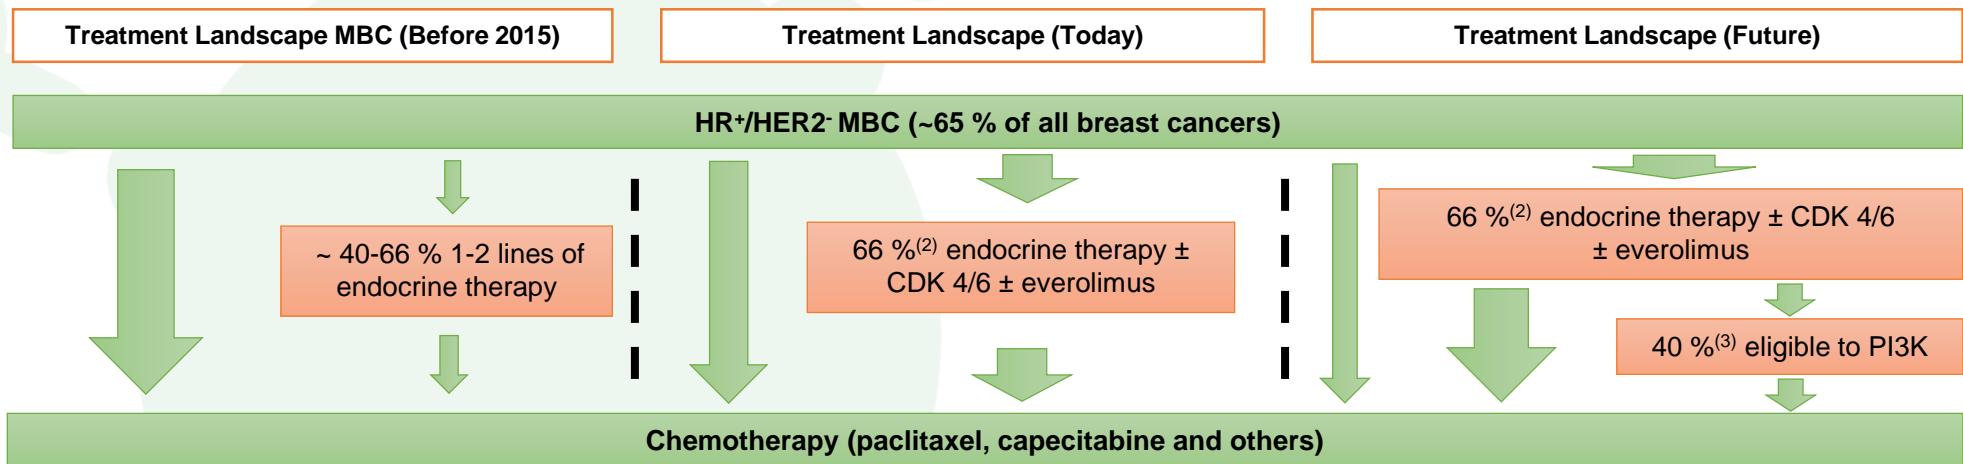 Treatment Landscape MBC (Before 2015)
Treatment Landscape (Today)
Treatment Landscape (Future)
HR⁺/HER2⁻ MBC (~65 % of all breast cancers)
~ 40-66 % 1-2 lines of
endocrine therapy
66 %⁽²⁾ endocrine therapy ±
CDK 4/6 ± everolimus
66 %⁽²⁾ endocrine therapy ± CDK 4/6
± everolimus
40 %⁽³⁾ eligible to PI3K
Chemotherapy (paclitaxel, capecitabine and others)